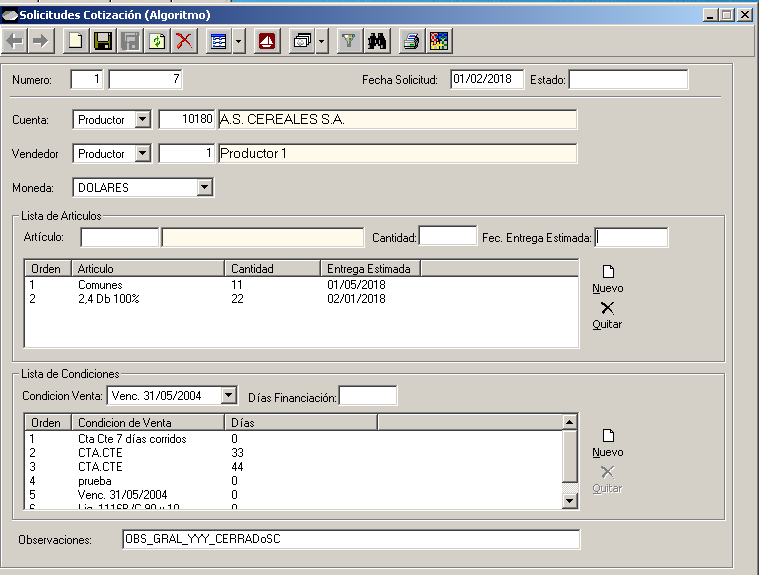 Solicitudes Cotización (Algoritmo)
Numero: 1 7 Fecha Solicitud: 01/02/2018 Estado:
Cuenta: Productor 10180 A.S. CEREALES S.A.
Vendedor Productor 1 Productor 1
Moneda: DOLARES
Lista de Articulos
Artículo: Cantidad: Fec. Entrega Estimada:
Orden Articulo Cantidad Entrega Estimada
1 Comunes 11 01/05/2018
2 2,4 Db 100% 22 02/01/2018
Nuevo
Quitar
Lista de Condiciones
Condicion Venta: Venc. 31/05/2004 Días Financiación:
Orden Condicion de Venta Días
1 Cta Cte 7 días corridos 0
2 CTA.CTE 33
3 CTA.CTE 44
4 prueba 0
5 Venc. 31/05/2004 0
6 Liq. 1116B/C 90 y 10 0
Nuevo
Quitar
Observaciones: OBS_GRAL_YYY_CERRADoSC